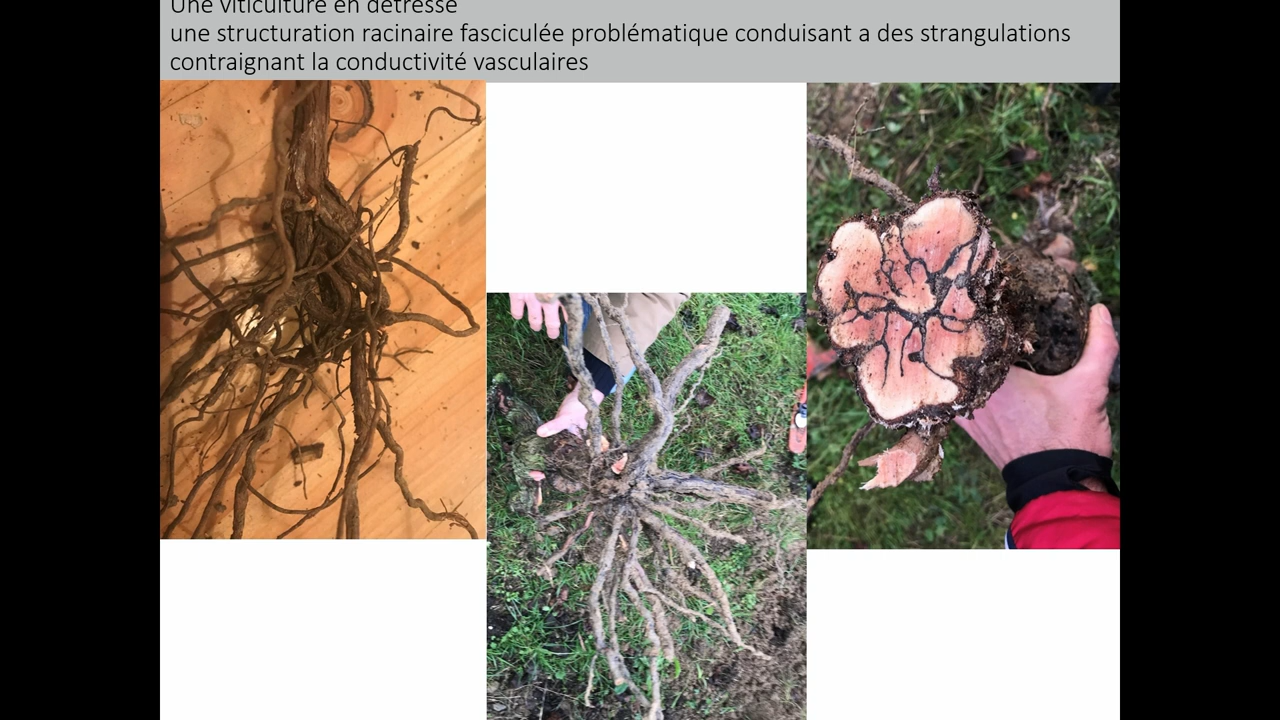 Une viticulture en détresse
une structuration racinaire fasciculée problématique conduisant a des strangulations
contraignant la conductivité vasculaires